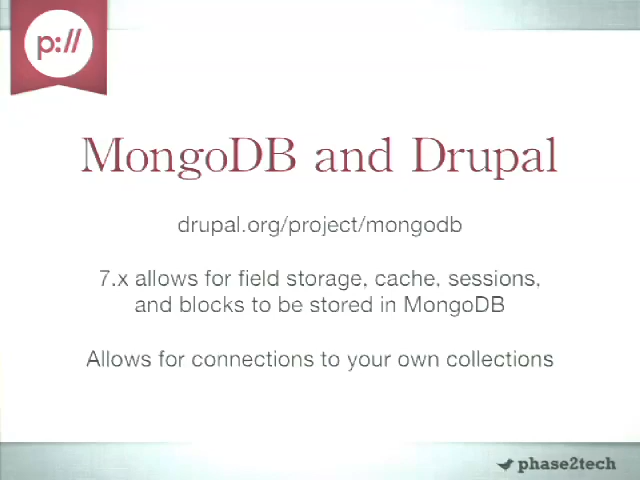 p://
MongoDB and Drupal
drupal.org/project/mongodb
7.x allows for field storage, cache, sessions,
and blocks to be stored in MongoDB
Allows for connections to your own collections
phase2tech